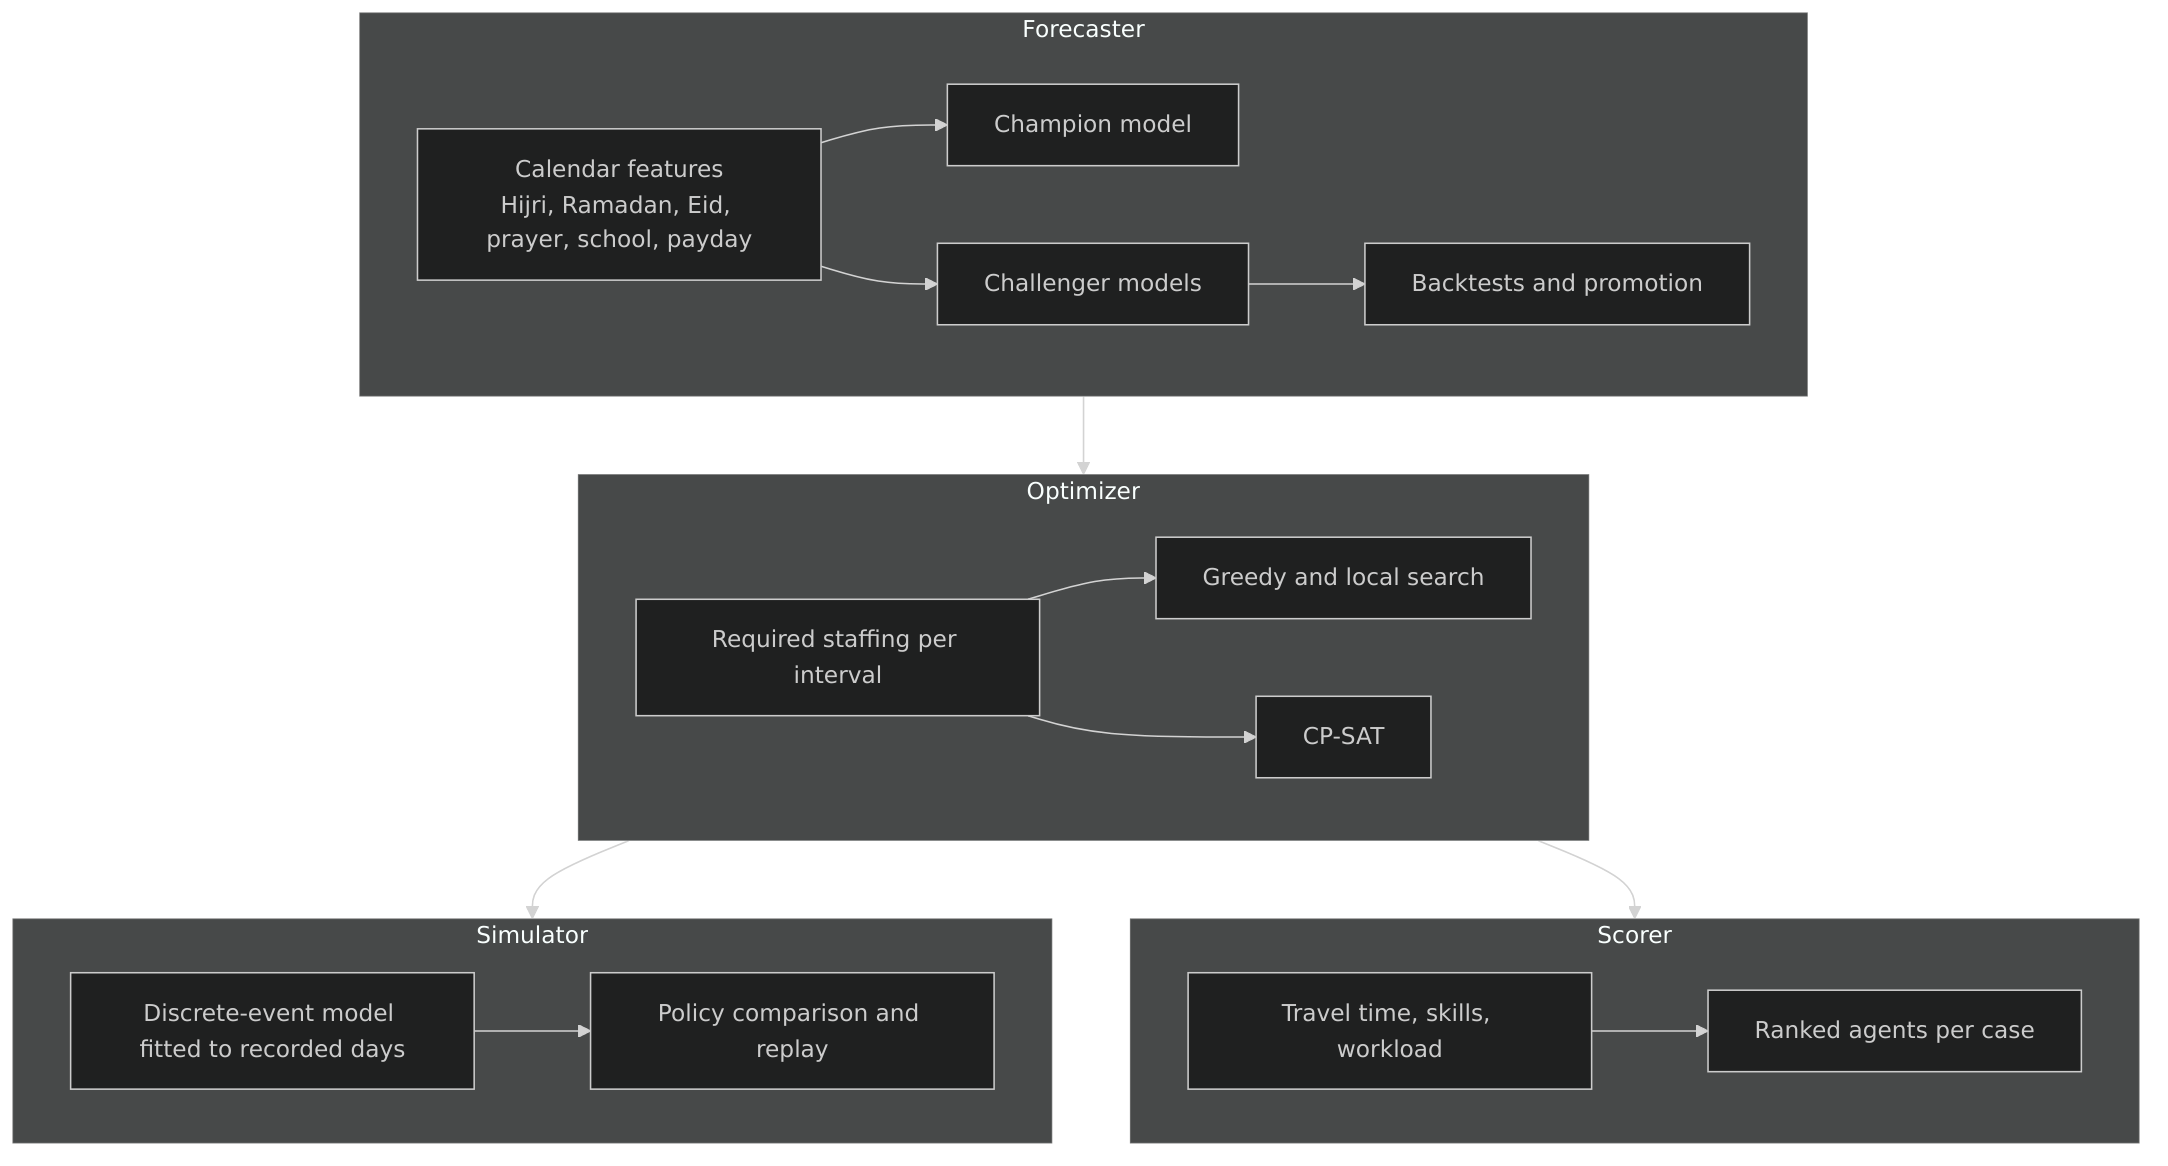 Forecaster
Champion model
Calendar features
Hijri, Ramadan, Eid,
prayer, school, payday
Challenger models
Backtests and promotion
Optimizer
Greedy and local search
Required staffing per
interval
CP-SAT
Simulator
Discrete-event model
fitted to recorded days
Policy comparison and
replay
Scorer
Travel time, skills,
workload
Ranked agents per case